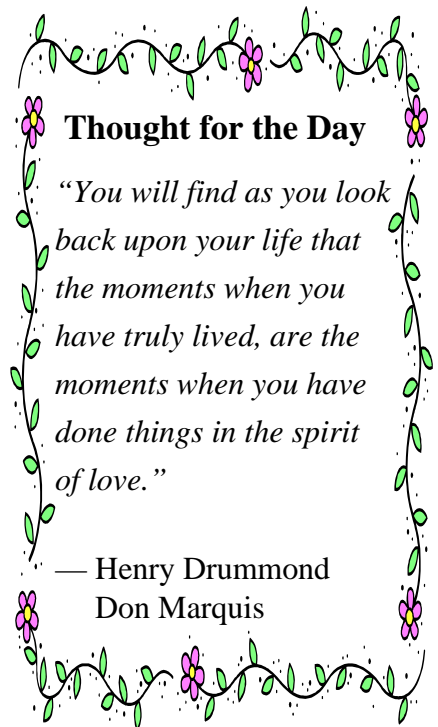 Thought for the Day
“You will find as you look
back upon your life that
the moments when you
have truly lived, are the
moments when you have
done things in the spirit
of love.”
— Henry Drummond
Don Marquis